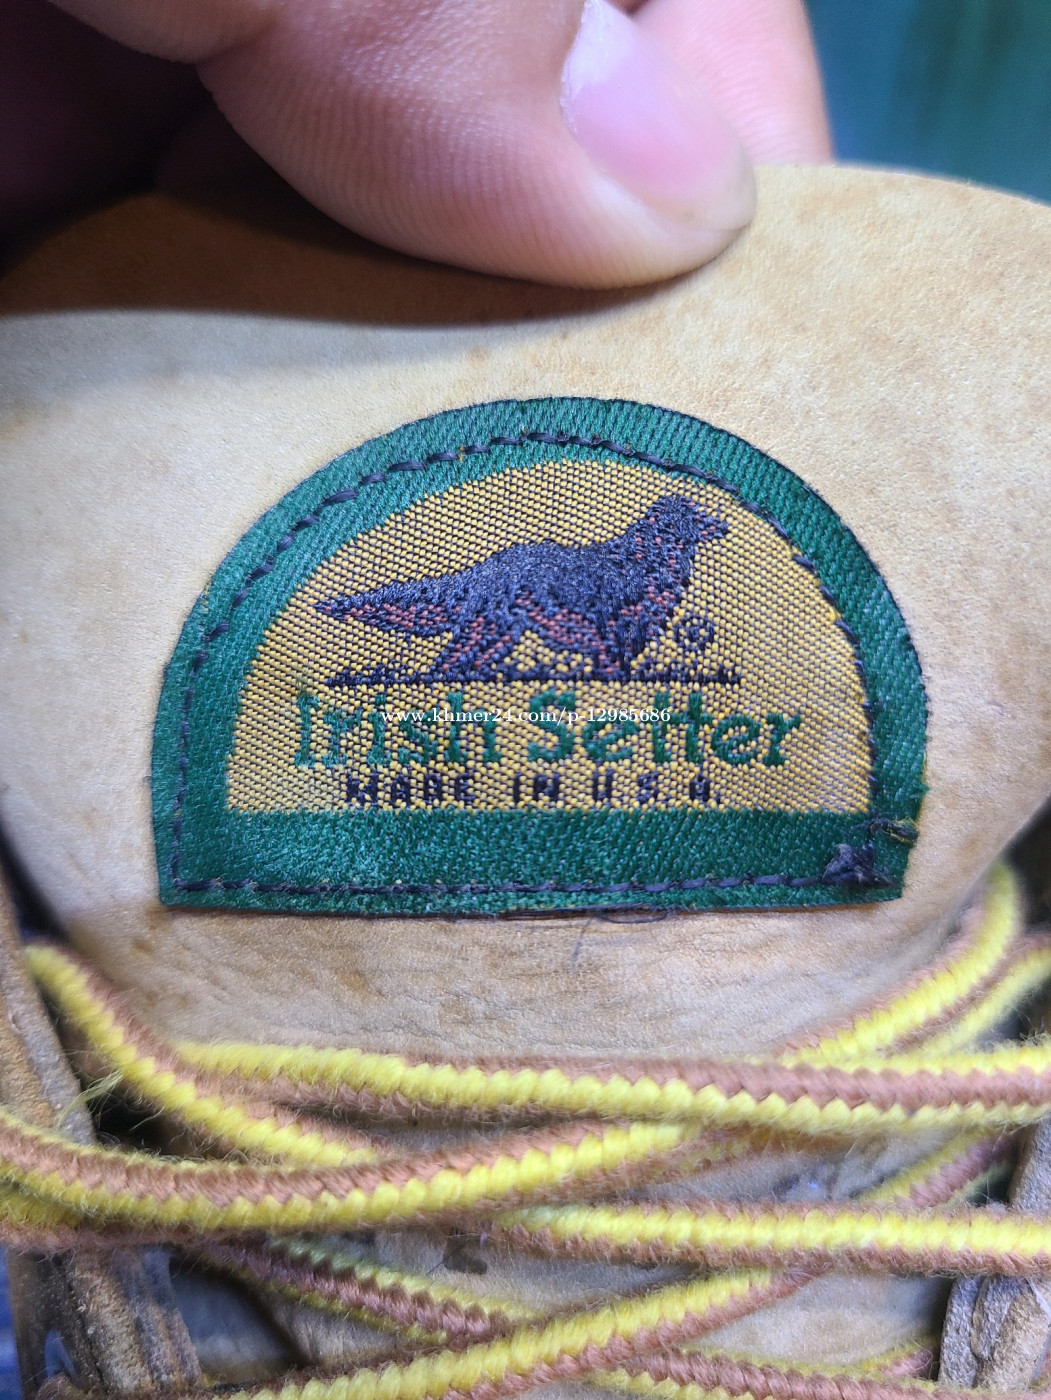 ®
www.khmer24.com/p-12985686
Irish Setter
MADE IN U.S.A.